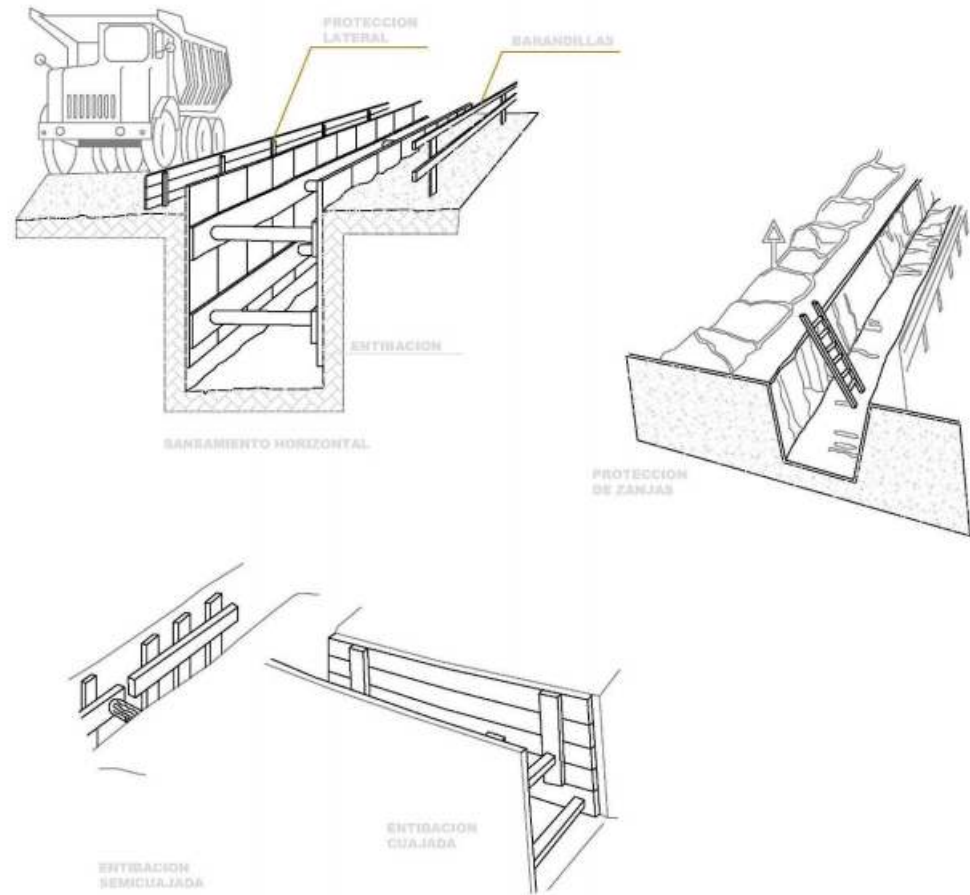 PROTECCION
LATERAL
BARANDILLAS
ENTIBACION
SANEAMIENTO HORIZONTAL
PROTECCION
DE ZANJAS
ENTIBACION
CUAJADA
ENTIBACION
SEMICUAJADA